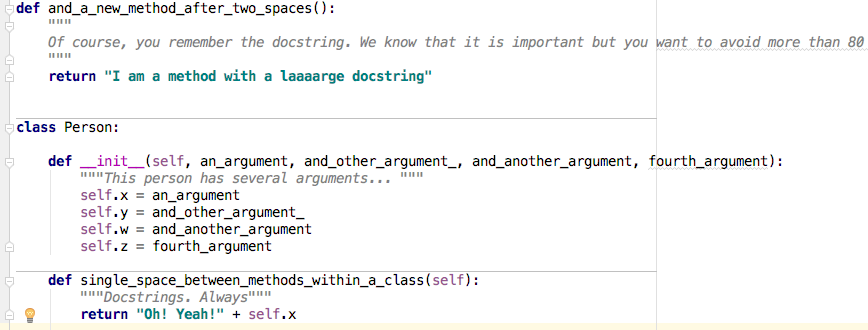 def and_a_new_method_after_two_spaces():
    """
    Of course, you remember the docstring. We know that it is important but you want to avoid more than 80
    """
    return "I am a method with a laaaarge docstring"
class Person:
    def __init__(self, an_argument, and_other_argument_, and_another_argument, fourth_argument):
        """This person has several arguments... """
        self.x = an_argument
        self.y = and_other_argument_
        self.w = and_another_argument
        self.z = fourth_argument
    def single_space_between_methods_within_a_class(self):
        """Docstrings. Always"""
        return "Oh! Yeah!" + self.x